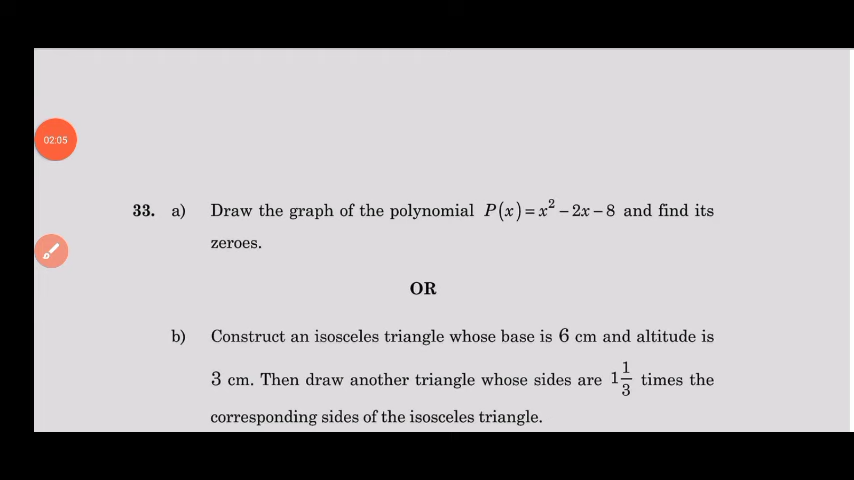 02:05
33. a) Draw the graph of the polynomial P(x) = x² − 2x − 8 and find its
zeroes.
OR
b) Construct an isosceles triangle whose base is 6 cm and altitude is
3 cm. Then draw another triangle whose sides are 1 1/3 times the
corresponding sides of the isosceles triangle.